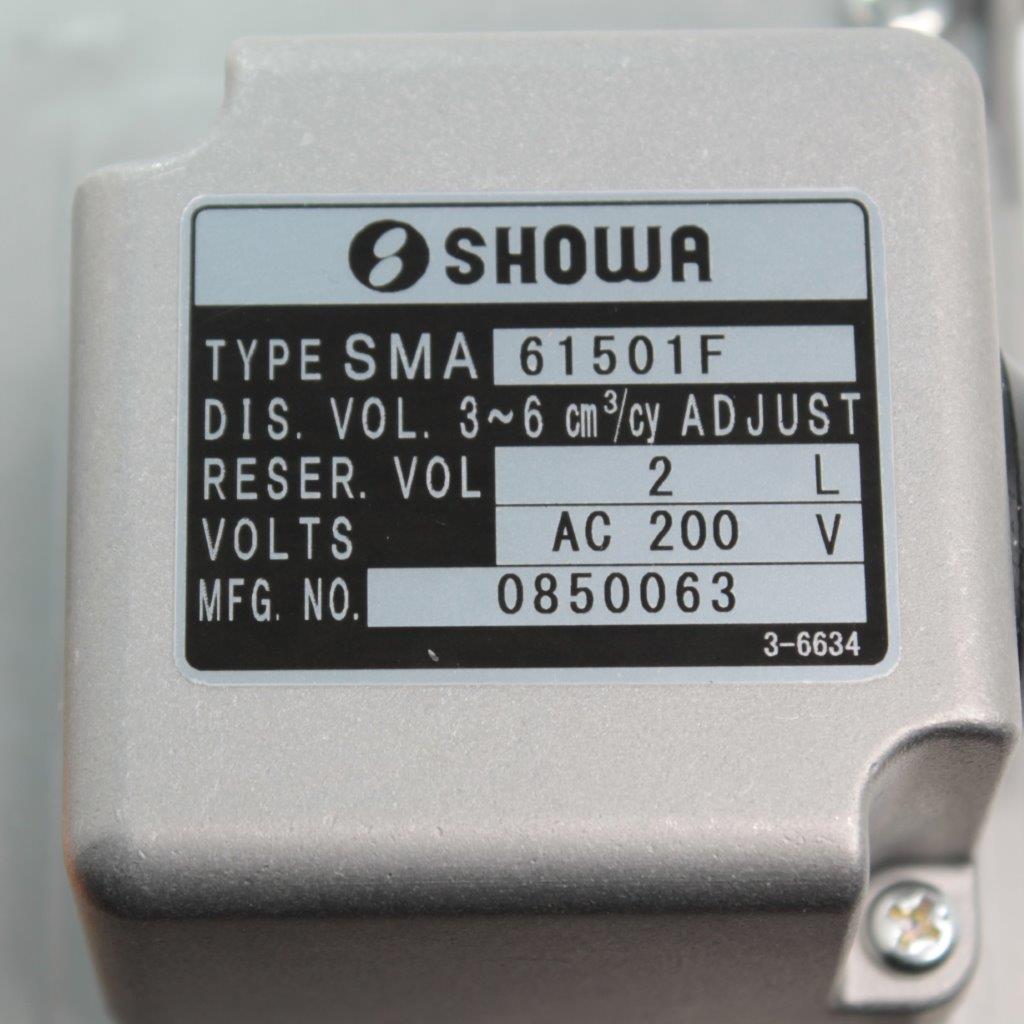 SHOWA
TYPE SMA 61501F
DIS. VOL. 3~6 cm³/cy ADJUST
RESER. VOL 2 L
VOLTS AC 200 V
MFG. NO. 0850063
3-6634